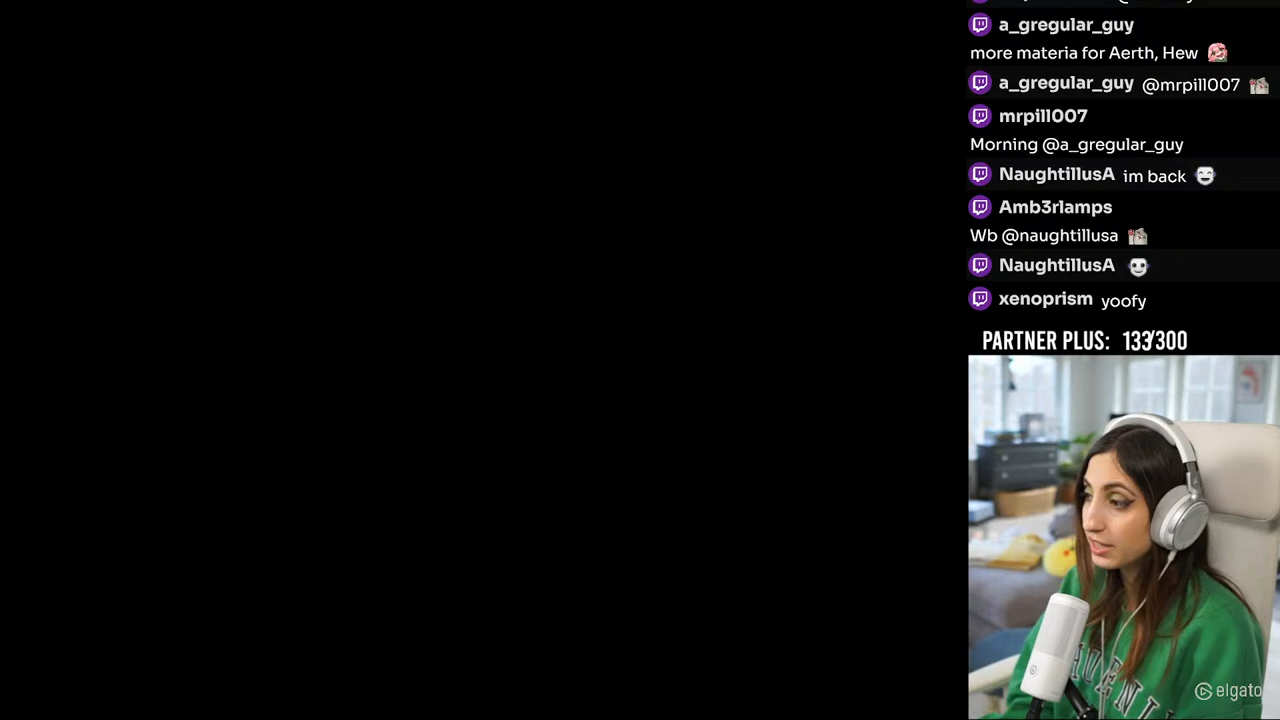 a_gregular_guy
more materia for Aerth, Hew
a_gregular_guy @mrpill007
mrpill007
Morning @a_gregular_guy
NaughtillusA im back
Amb3rlamps
Wb @naughtillusa
NaughtillusA
xenoprism yoofy
PARTNER PLUS: 133/300
elgato